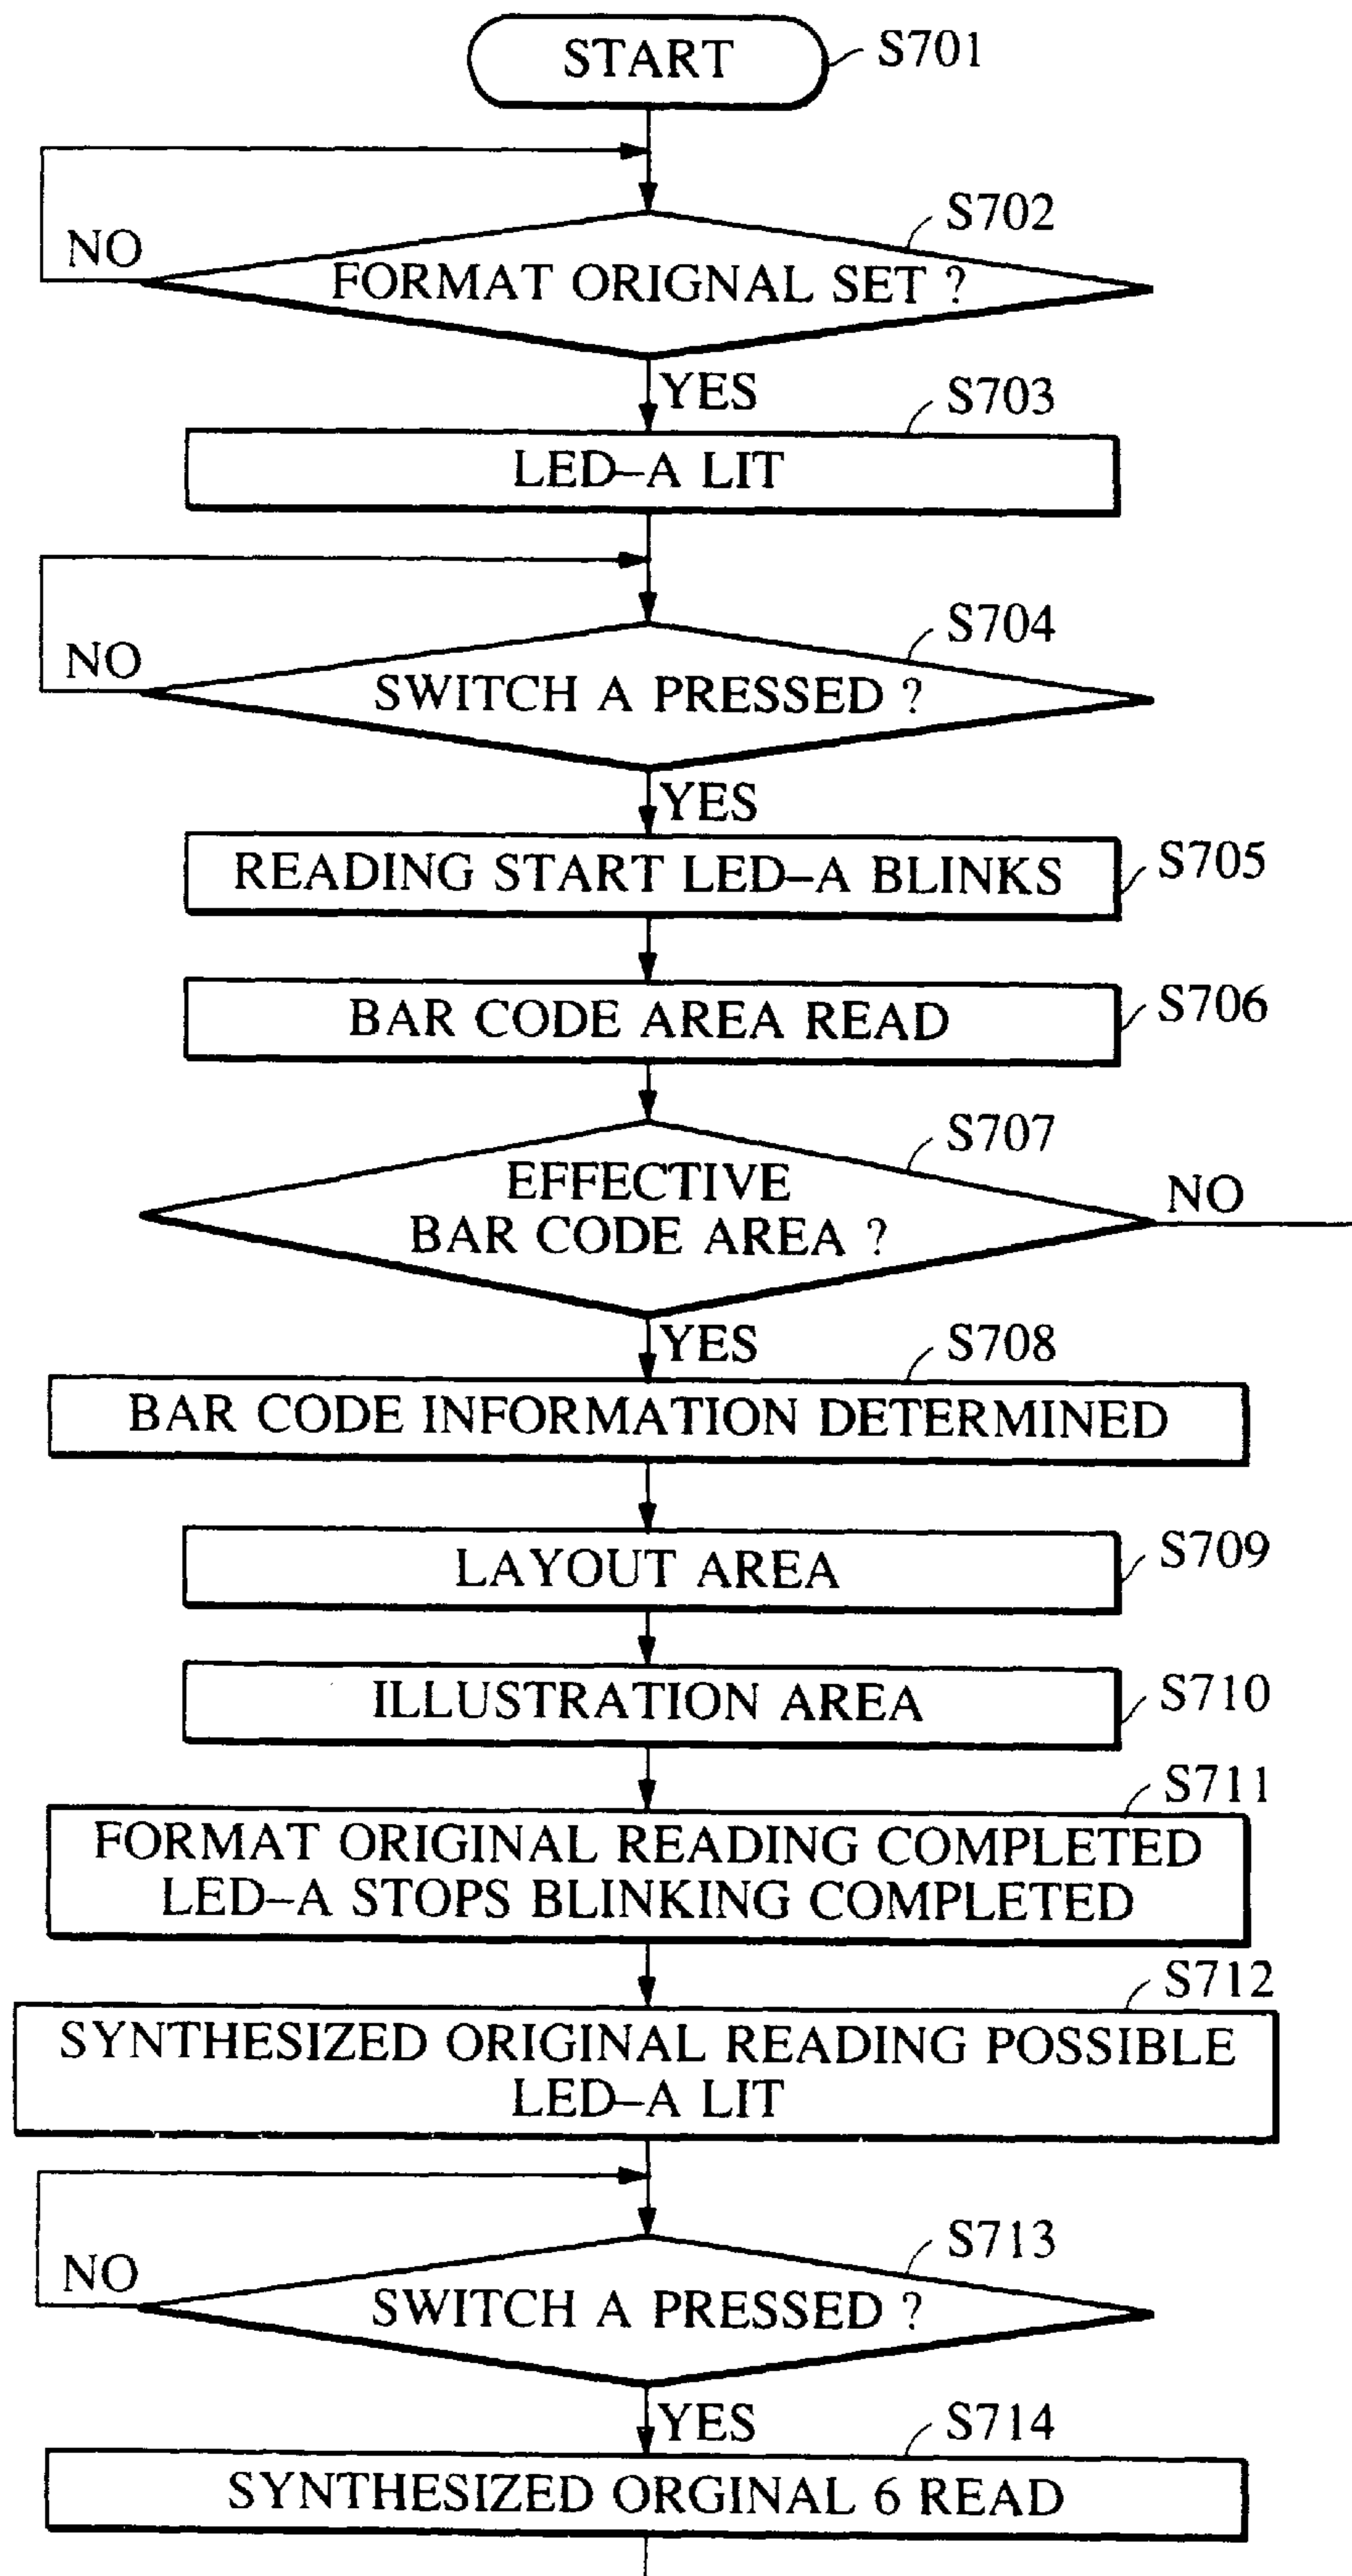 START
S701
S702
NO
FORMAT ORIGNAL SET ?
YES
S703
LED–A LIT
S704
NO
SWITCH A PRESSED ?
YES
READING START LED–A BLINKS
S705
BAR CODE AREA READ
S706
S707
EFFECTIVE
BAR CODE AREA ?
NO
YES
S708
BAR CODE INFORMATION DETERMINED
LAYOUT AREA
S709
ILLUSTRATION AREA
S710
S711
FORMAT ORIGINAL READING COMPLETED
LED–A STOPS BLINKING COMPLETED
S712
SYNTHESIZED ORIGINAL READING POSSIBLE
LED–A LIT
S713
NO
SWITCH A PRESSED ?
YES
S714
SYNTHESIZED ORGINAL 6 READ